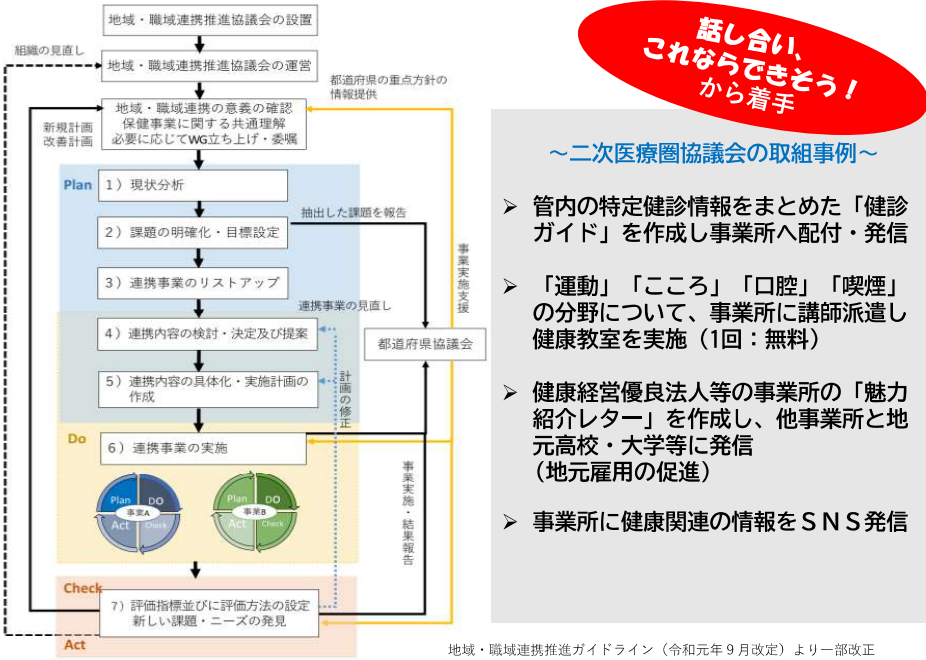 地域・職域連携推進協議会の設置
組織の見直し
地域・職域連携推進協議会の運営
都道府県の重点方針の
情報提供
地域・職域連携の意義の確認
保健事業に関する共通理解
必要に応じてWG立ち上げ・委嘱
新規計画
改善計画
Plan
1）現状分析
抽出した課題を報告
2）課題の明確化・目標設定
3）連携事業のリストアップ
事業実施支援
連携事業の見直し
4）連携内容の検討・決定及び提案
都道府県協議会
5）連携内容の具体化・実施計画の
作成
計画の修正
Do
6）連携事業の実施
Plan
DO
事業A
Act
Check
Plan
DO
事業B
Act
Check
事業実施・結果報告
Check
7）評価指標並びに評価方法の設定
新しい課題・ニーズの発見
Act
話し合い、
これならできそう！
から着手
～二次医療圏協議会の取組事例～
➢ 管内の特定健診情報をまとめた「健診
ガイド」を作成し事業所へ配付・発信
➢ 「運動」「こころ」「口腔」「喫煙」
の分野について、事業所に講師派遣し
健康教室を実施（1回：無料）
➢ 健康経営優良法人等の事業所の「魅力
紹介レター」を作成し、他事業所と地
元高校・大学等に発信
（地元雇用の促進）
➢ 事業所に健康関連の情報をＳＮＳ発信
地域・職域連携推進ガイドライン（令和元年９月改定）より一部改正